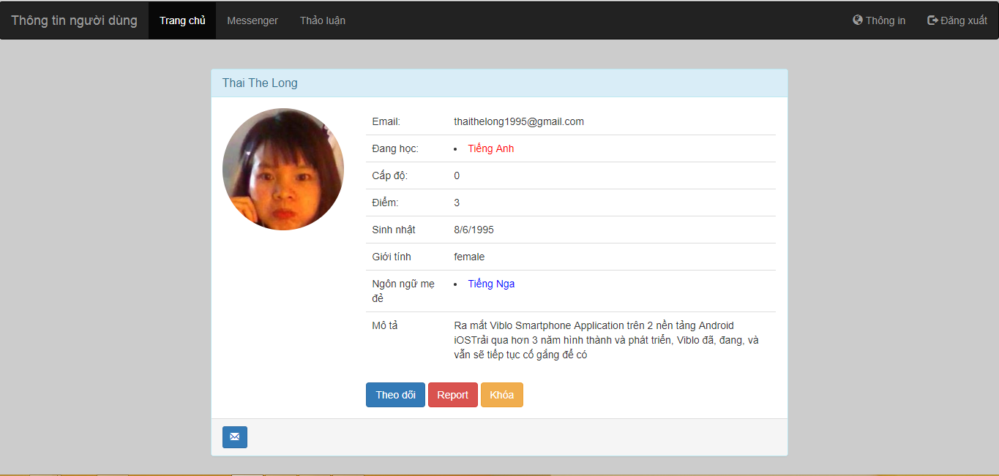 Thông tin người dùng Trang chủ Messenger Thảo luận Thông in Đăng xuất
Thai The Long
Email: thaithelong1995@gmail.com
Đang học: • Tiếng Anh
Cấp độ: 0
Điểm: 3
Sinh nhật 8/6/1995
Giới tính female
Ngôn ngữ mẹ đẻ • Tiếng Nga
Mô tả Ra mắt Viblo Smartphone Application trên 2 nền tảng Android
iOSTrải qua hơn 3 năm hình thành và phát triển, Viblo đã, đang, và
vẫn sẽ tiếp tục cố gắng để có
Theo dõi Report Khóa